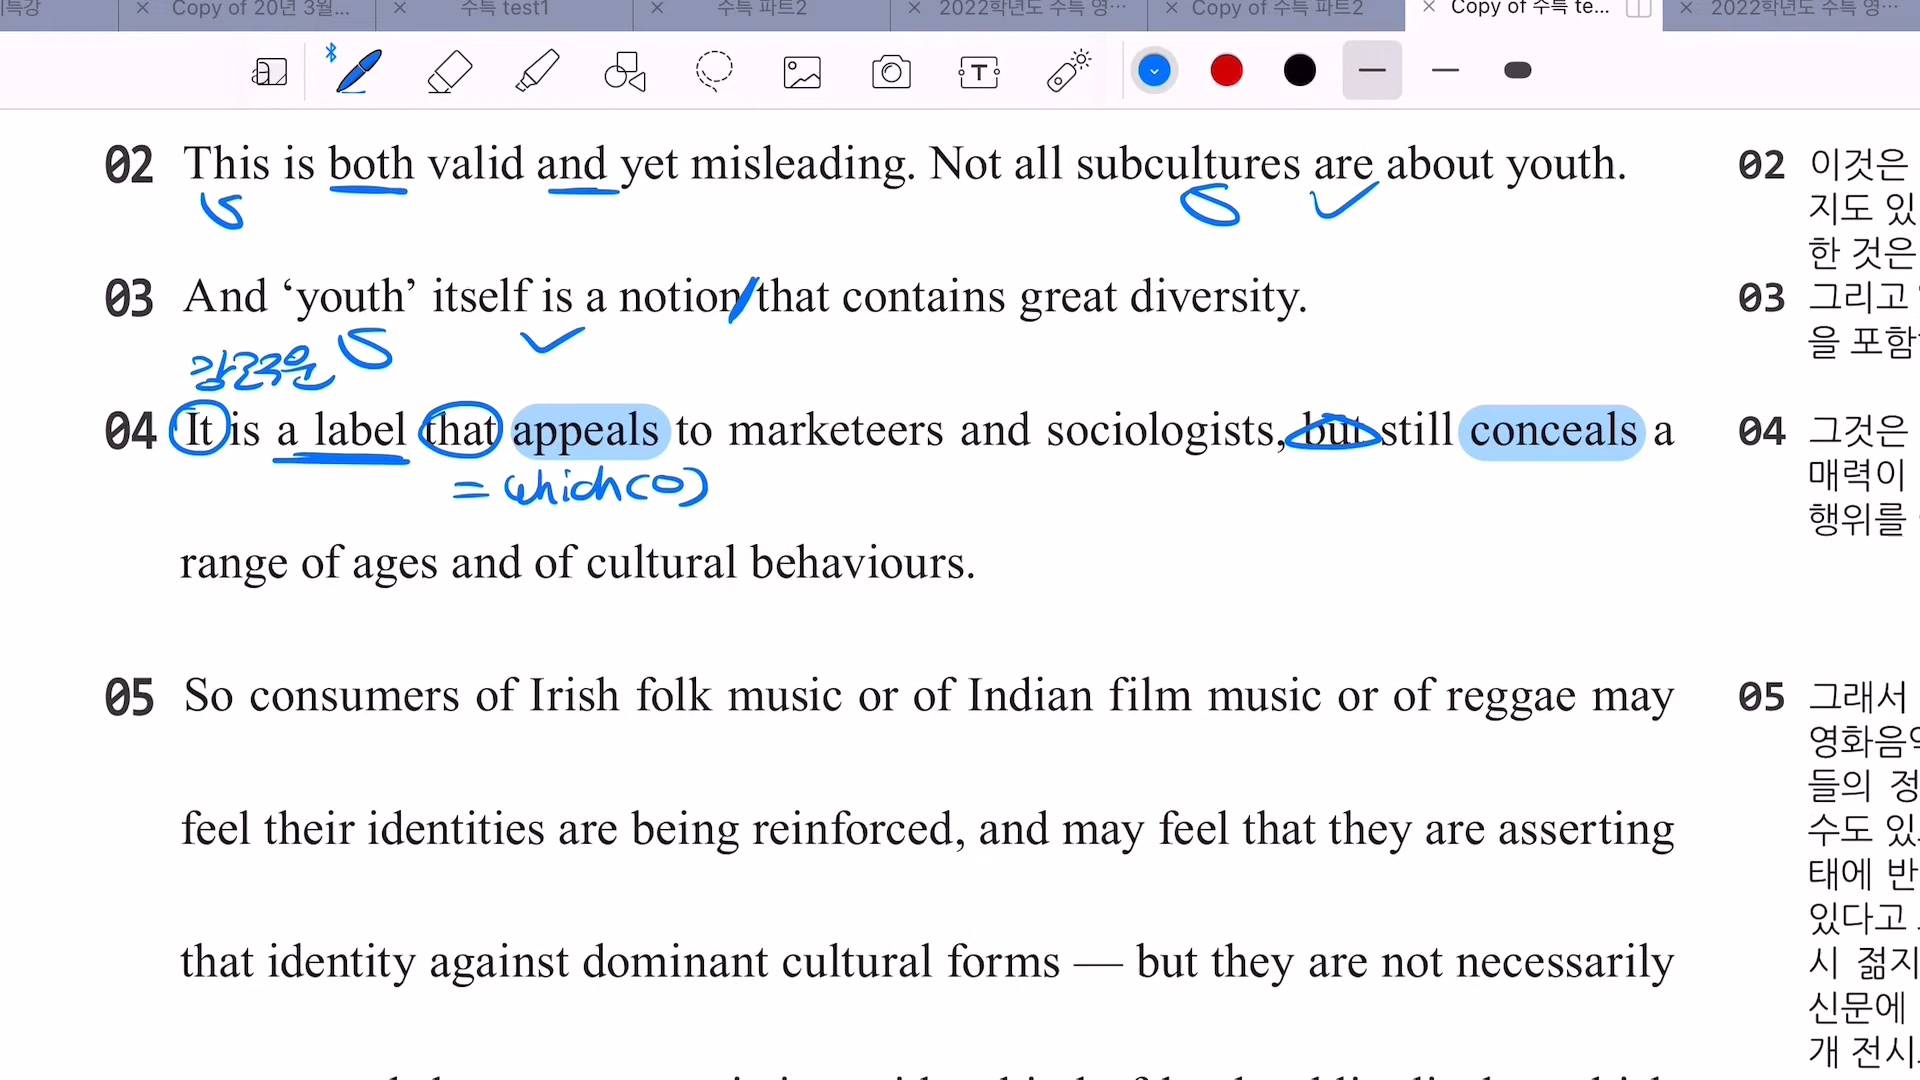 특강
Copy of 20년 3월...
수특 test1
수특 파트2
2022학년도 수특 영...
Copy of 수특 파트2
Copy of 수특 te...
2022학년도 수특 영...
02 This is both valid and yet misleading. Not all subcultures are about youth.
S S
03 And ‘youth’ itself is a notion/that contains great diversity.
S
강조구문
04 It is a label that appeals to marketeers and sociologists, but still conceals a
= which(O)
range of ages and of cultural behaviours.
05 So consumers of Irish folk music or of Indian film music or of reggae may
feel their identities are being reinforced, and may feel that they are asserting
that identity against dominant cultural forms — but they are not necessarily
02 이것은
지도 있
한 것은
03 그리고
을 포함
04 그것은
매력이
행위를
05 그래서
영화음악
들의 정
수도 있
태에 반
있다고
시 젊지
신문에
개 전시